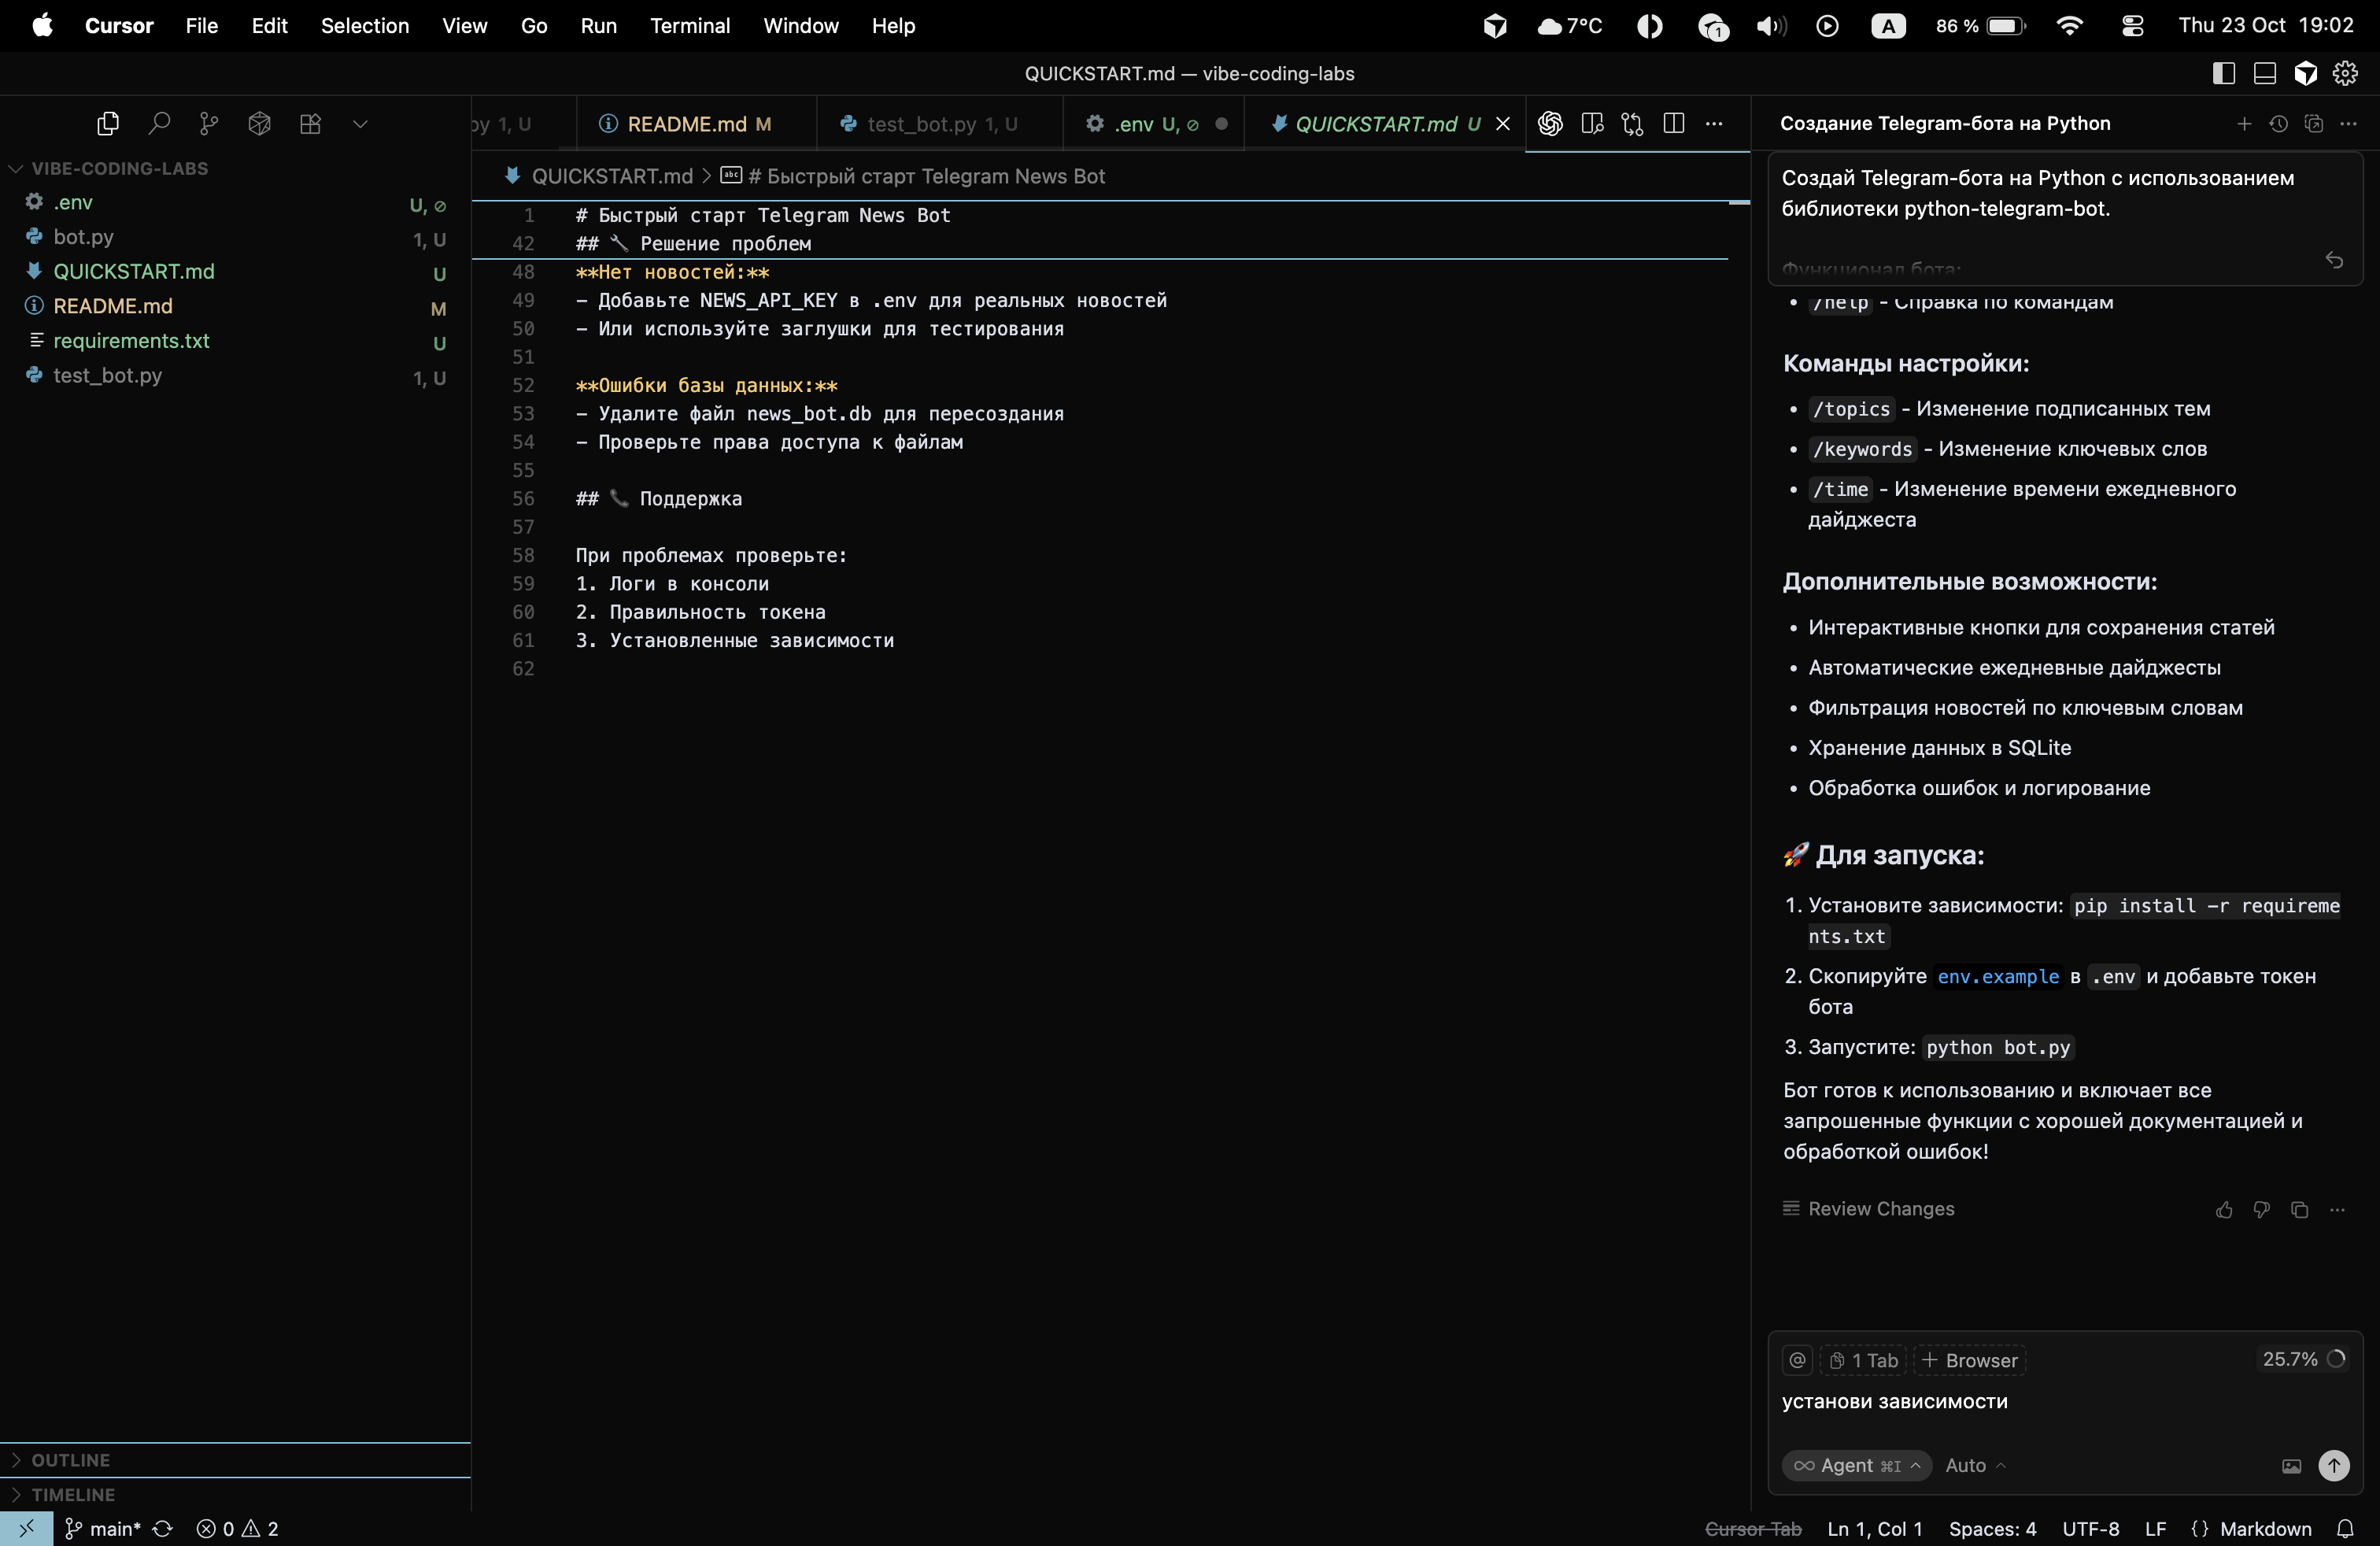 Cursor File Edit Selection View Go Run Terminal Window Help 7°C 1 A 86 % Thu 23 Oct 19:02
QUICKSTART.md — vibe-coding-labs
VIBE-CODING-LABS
.env U,
bot.py 1, U
QUICKSTART.md U
README.md M
requirements.txt U
test_bot.py 1, U
OUTLINE
TIMELINE
py 1, U README.md M test_bot.py 1, U .env U, QUICKSTART.md U
QUICKSTART.md > abc # Быстрый старт Telegram News Bot
1 # Быстрый старт Telegram News Bot
42 ## 🔧 Решение проблем
48 **Нет новостей:**
49 - Добавьте NEWS_API_KEY в .env для реальных новостей
50 - Или используйте заглушки для тестирования
51
52 **Ошибки базы данных:**
53 - Удалите файл news_bot.db для пересоздания
54 - Проверьте права доступа к файлам
55
56 ## 📞 Поддержка
57
58 При проблемах проверьте:
59 1. Логи в консоли
60 2. Правильность токена
61 3. Установленные зависимости
62
Создание Telegram-бота на Python
Создай Telegram-бота на Python с использованием
библиотеки python-telegram-bot.
Функционал бота:
• /help - Справка по командам
Команды настройки:
• /topics - Изменение подписанных тем
• /keywords - Изменение ключевых слов
• /time - Изменение времени ежедневного
дайджеста
Дополнительные возможности:
• Интерактивные кнопки для сохранения статей
• Автоматические ежедневные дайджесты
• Фильтрация новостей по ключевым словам
• Хранение данных в SQLite
• Обработка ошибок и логирование
🚀 Для запуска:
1. Установите зависимости: pip install -r requireme
nts.txt
2. Скопируйте env.example в .env и добавьте токен
бота
3. Запустите: python bot.py
Бот готов к использованию и включает все
запрошенные функции с хорошей документацией и
обработкой ошибок!
Review Changes
@ 1 Tab + Browser 25.7%
установи зависимости
∞ Agent ⌘I Auto
main* 0 2 Cursor Tab Ln 1, Col 1 Spaces: 4 UTF-8 LF {} Markdown